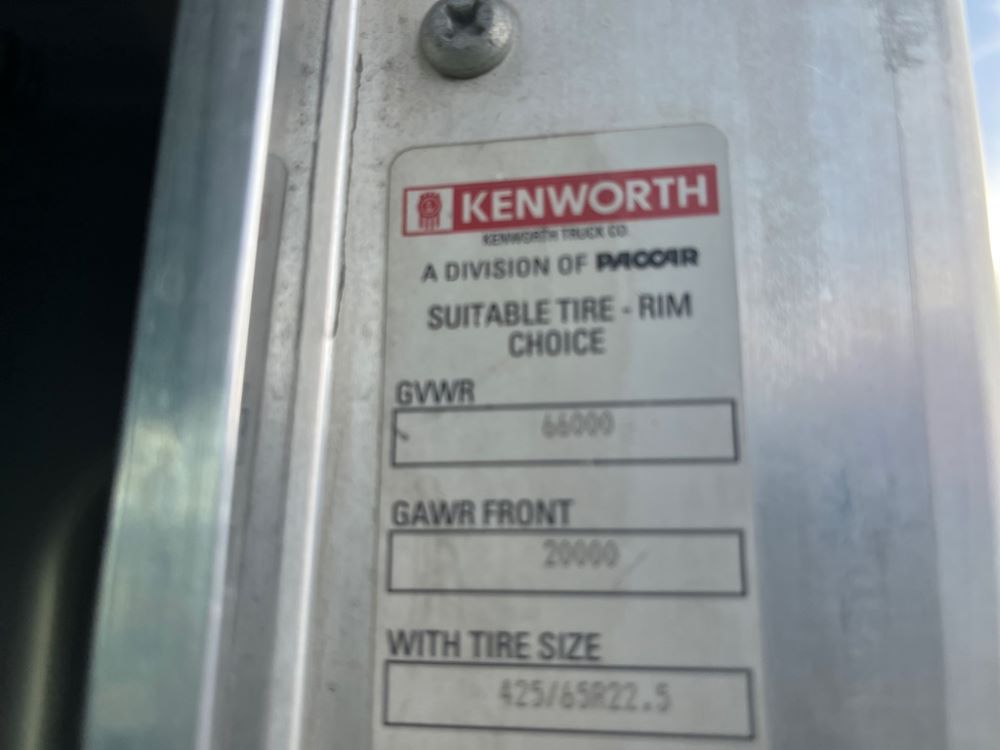 KENWORTH
KENWORTH TRUCK CO.
A DIVISION OF PACCAR
SUITABLE TIRE - RIM
CHOICE
GVWR
66000
GAWR FRONT
20000
WITH TIRE SIZE
425/65R22.5